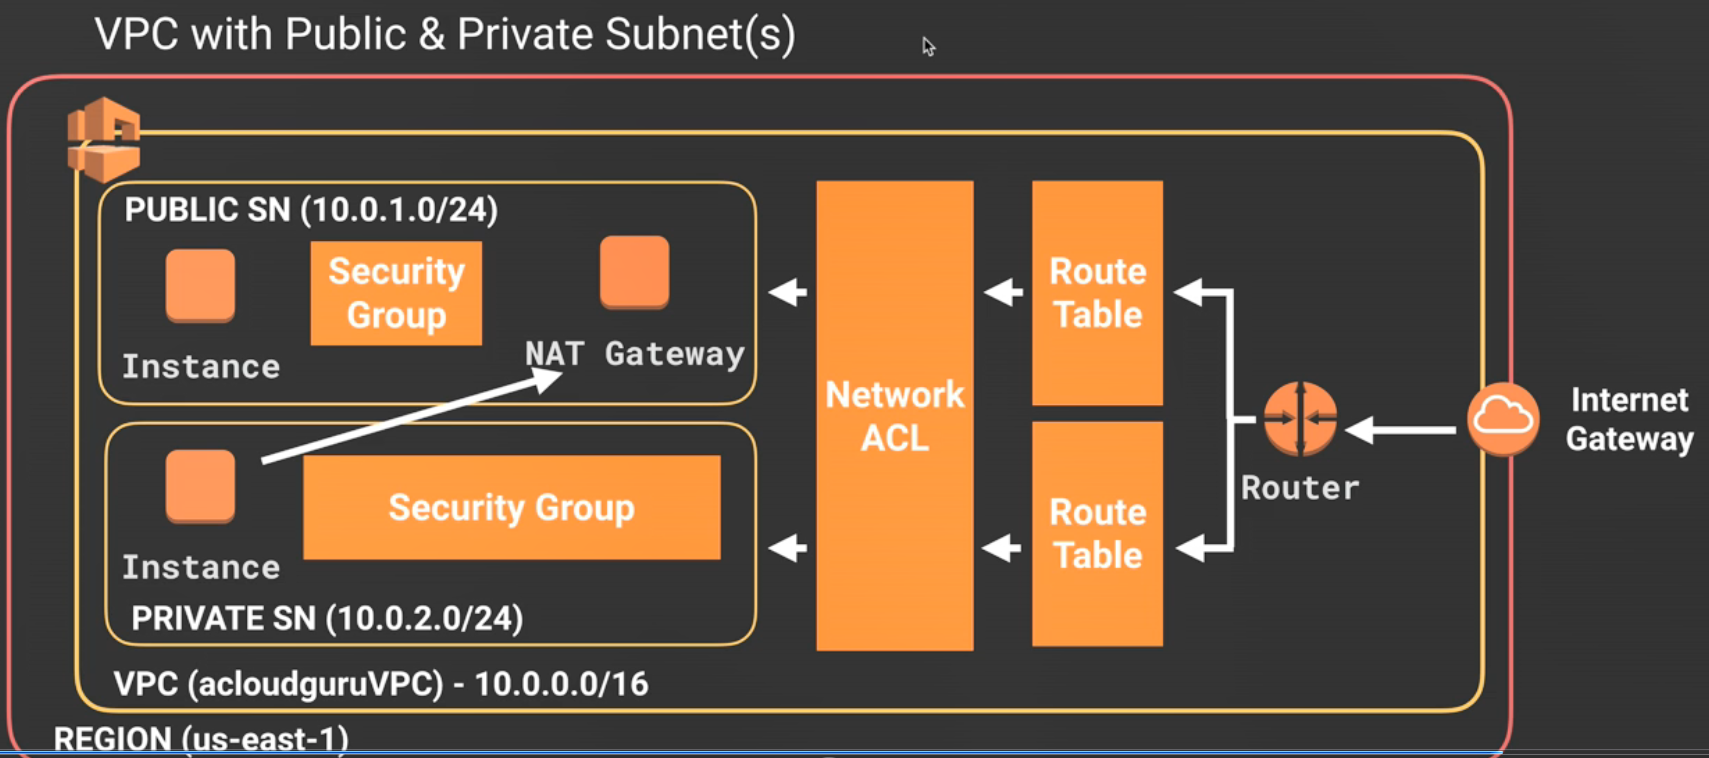 VPC with Public & Private Subnet(s)
PUBLIC SN (10.0.1.0/24)
Security
Group
Instance
NAT Gateway
Security Group
Instance
PRIVATE SN (10.0.2.0/24)
Network
ACL
Route
Table
Route
Table
Router
Internet
Gateway
VPC (acloudguruVPC) - 10.0.0.0/16
REGION (us-east-1)